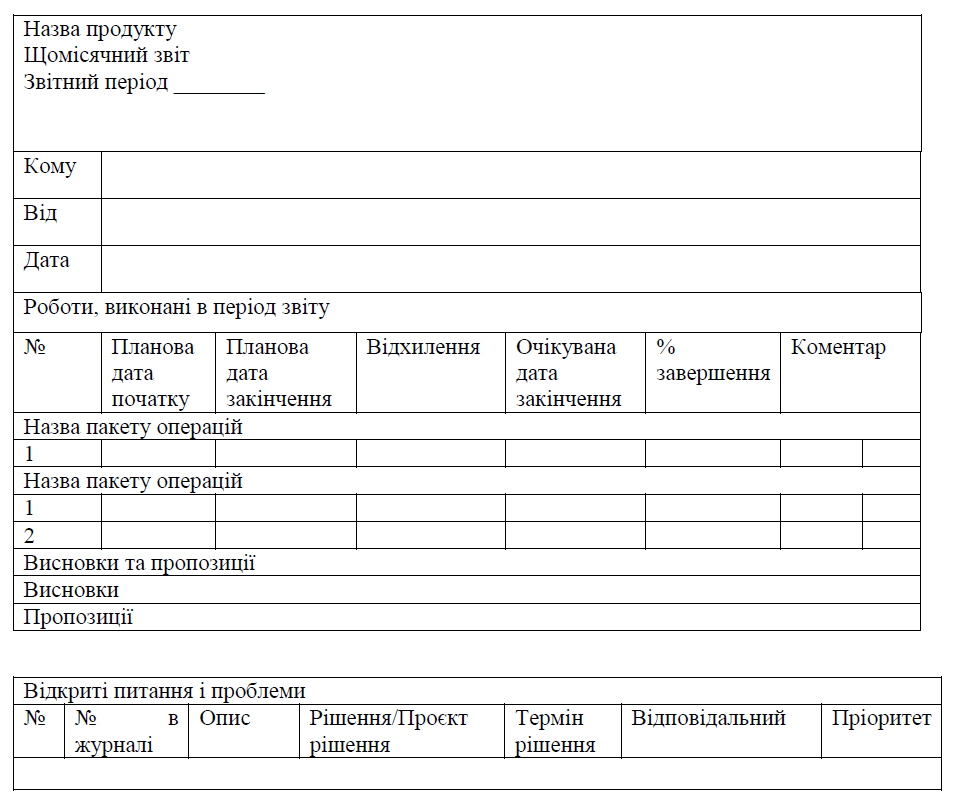 Назва продукту
Щомісячний звіт
Звітний період ________
Кому
Від
Дата
Роботи, виконані в період звіту
№ Планова дата початку Планова дата закінчення Відхилення Очікувана дата закінчення % завершення Коментар
Назва пакету операцій
1
Назва пакету операцій
1
2
Висновки та пропозиції
Висновки
Пропозиції
Відкриті питання і проблеми
№ № в журналі Опис Рішення/Проєкт рішення Термін рішення Відповідальний Пріоритет